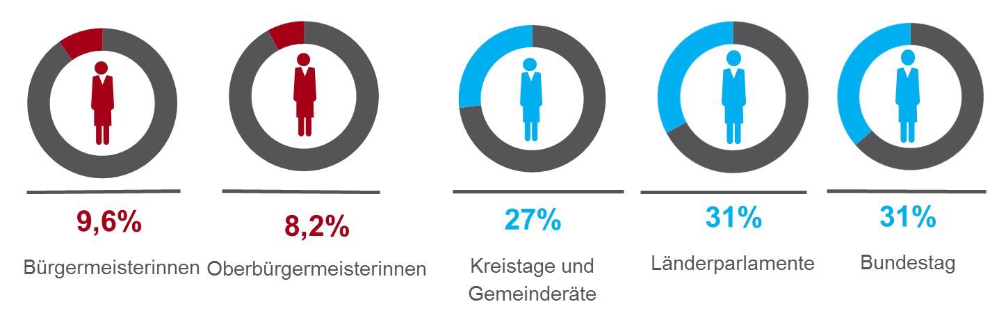 9,6%
Bürgermeisterinnen
8,2%
Oberbürgermeisterinnen
27%
Kreistage und
Gemeinderäte
31%
Länderparlamente
31%
Bundestag